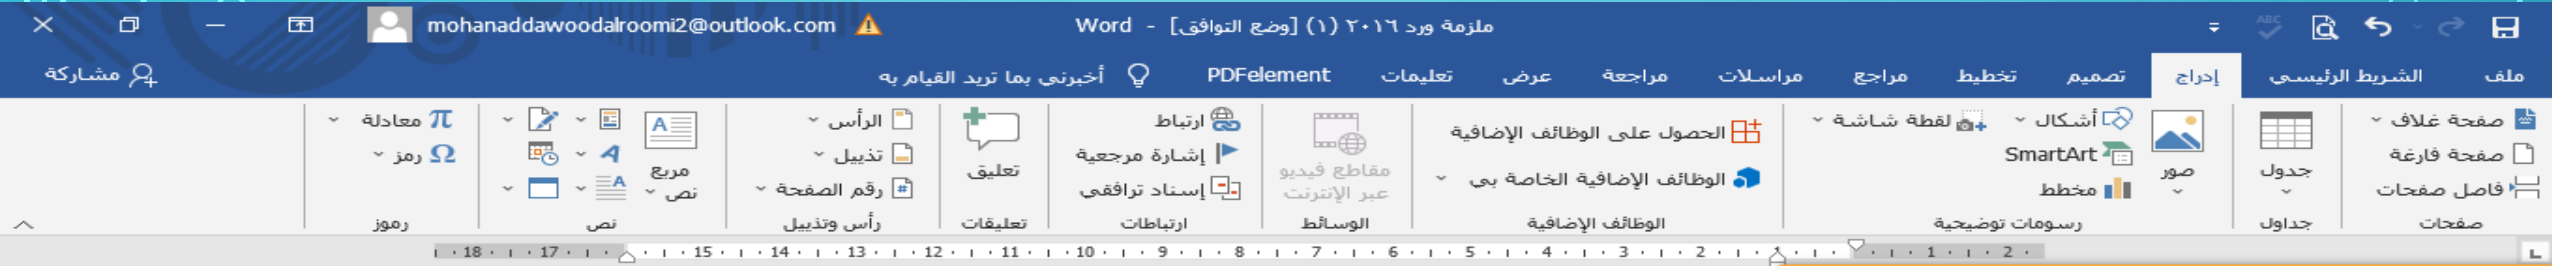 ABC
ملزمة ورد ٢٠١٦ (١) [وضع التوافق] - Word
mohanaddawoodalroomi2@outlook.com
ملف الشريط الرئيسي إدراج تصميم تخطيط مراجع مراسلات مراجعة عرض تعليمات PDFelement أخبرني بما تريد القيام به مشاركة
صفحة غلاف
صفحة فارغة
فاصل صفحات
صفحات
جدول
جداول
صور
أشكال
SmartArt
مخطط
لقطة شاشة
رسومات توضيحية
الحصول على الوظائف الإضافية
الوظائف الإضافية الخاصة بي
الوظائف الإضافية
مقاطع فيديو
عبر الإنترنت
الوسائط
ارتباط
إشارة مرجعية
إسناد ترافقي
ارتباطات
تعليق
تعليقات
الرأس
تذييل
رقم الصفحة
رأس وتذييل
مربع
نص
نص
π معادلة
Ω رمز
رموز
18 17 15 14 13 12 11 10 9 8 7 6 5 4 3 2 1 1 2